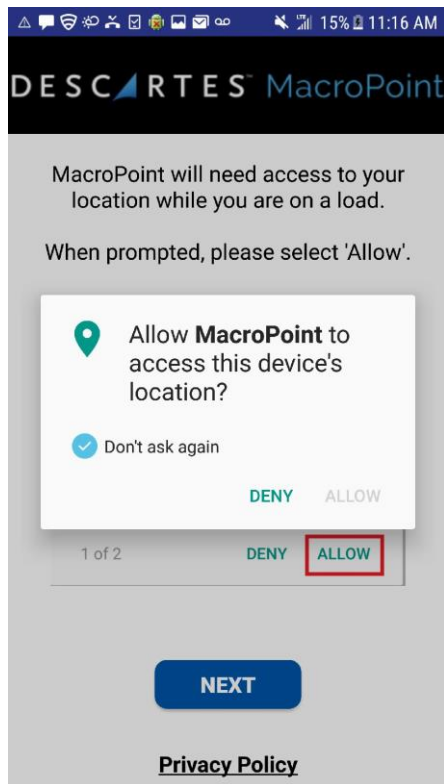 15% 11:16 AM
DESCARTES™ MacroPoint
MacroPoint will need access to your
location while you are on a load.
When prompted, please select 'Allow'.
Allow MacroPoint to
access this device's
location?
Don't ask again
DENY ALLOW
1 of 2 DENY ALLOW
NEXT
Privacy Policy